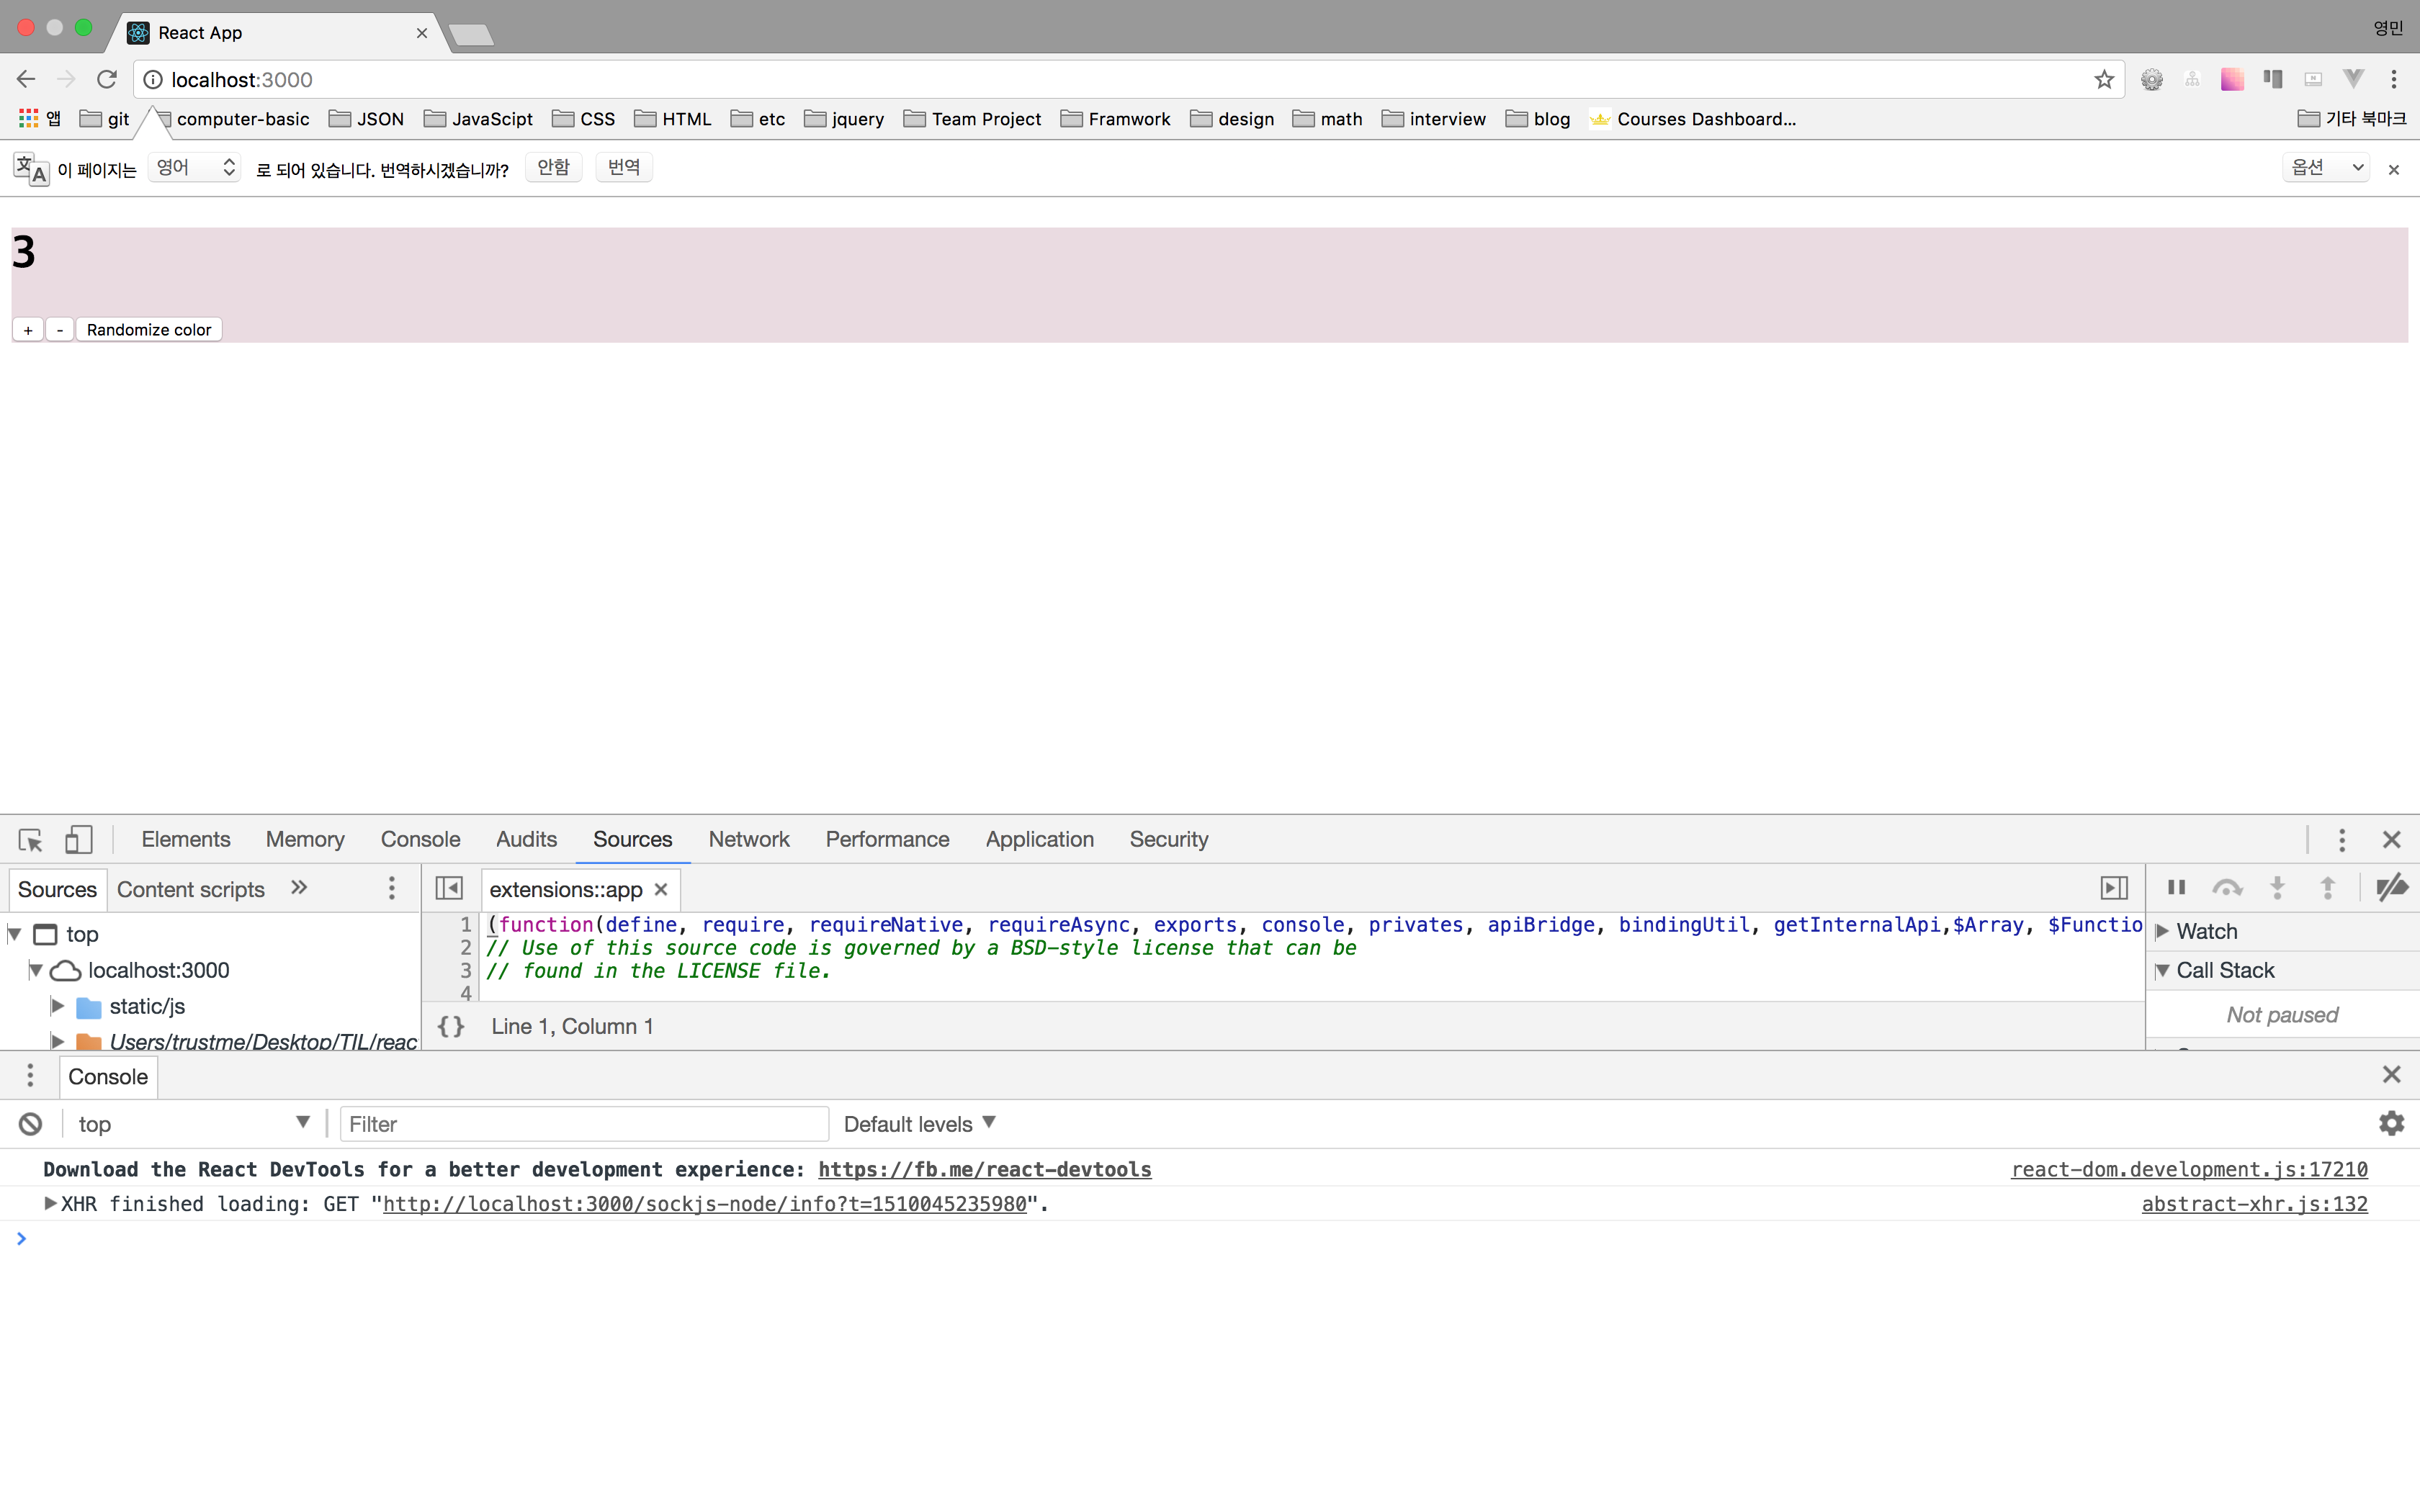 React App
영민
localhost:3000
앱 git computer-basic JSON JavaScipt CSS HTML etc jquery Team Project Framwork design math interview blog Courses Dashboard... 기타 북마크
이 페이지는 영어 로 되어 있습니다. 번역하시겠습니까? 안함 번역 옵션
3
+ - Randomize color
Elements Memory Console Audits Sources Network Performance Application Security
Sources Content scripts extensions::app
1 (function(define, require, requireNative, requireAsync, exports, console, privates, apiBridge, bindingUtil, getInternalApi,$Array, $Functio
2 // Use of this source code is governed by a BSD-style license that can be
3 // found in the LICENSE file.
4
top
localhost:3000
static/js
Users/trustme/Desktop/TIL/reac
Line 1, Column 1
Watch
Call Stack
Not paused
Console
top Filter Default levels
Download the React DevTools for a better development experience: https://fb.me/react-devtools react-dom.development.js:17210
XHR finished loading: GET "http://localhost:3000/sockjs-node/info?t=1510045235980". abstract-xhr.js:132